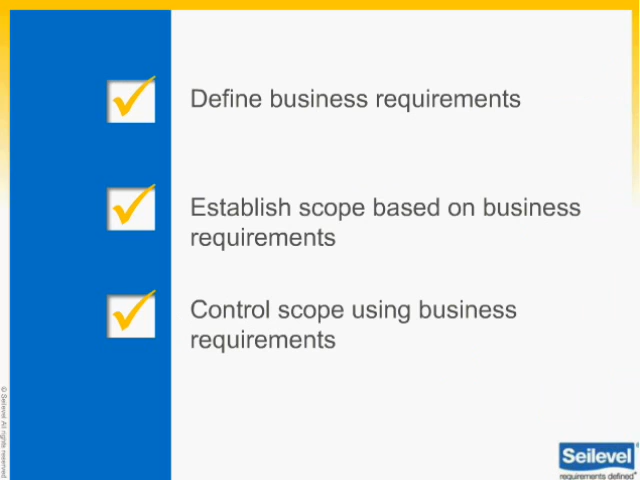 Define business requirements
Establish scope based on business
requirements
Control scope using business
requirements
© Seilevel All rights reserved
Seilevel
requirements defined